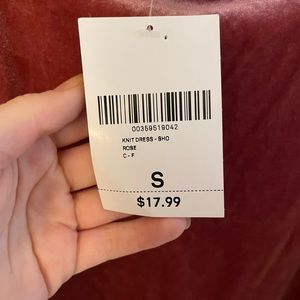 00359519042
KNIT DRESS - SHO
ROSE
C - F
S
$17.99